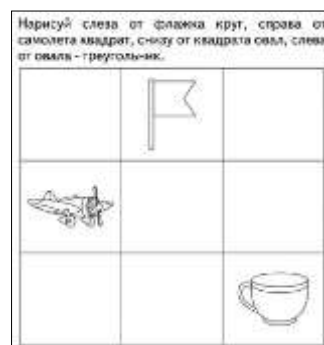 Нарисуй слева от флажка круг, справа от
самолета квадрат, снизу от квадрата овал, слева
от овала - треугольник.